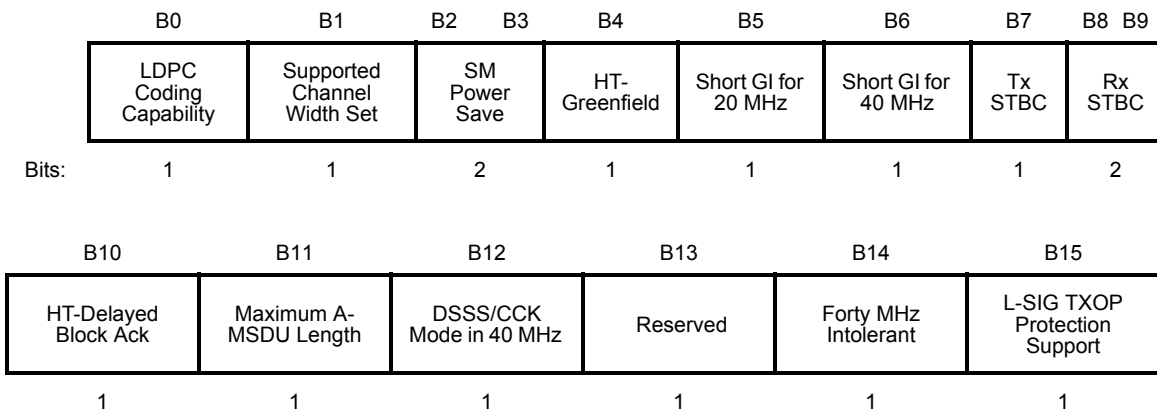 B0 B1 B2 B3 B4 B5 B6 B7 B8 B9
LDPC
Coding
Capability
Supported
Channel
Width Set
SM
Power
Save
HT-
Greenfield
Short GI for
20 MHz
Short GI for
40 MHz
Tx
STBC
Rx
STBC
Bits: 1 1 2 1 1 1 1 2
B10 B11 B12 B13 B14 B15
HT-Delayed
Block Ack
Maximum A-
MSDU Length
DSSS/CCK
Mode in 40 MHz
Reserved
Forty MHz
Intolerant
L-SIG TXOP
Protection
Support
1 1 1 1 1 1